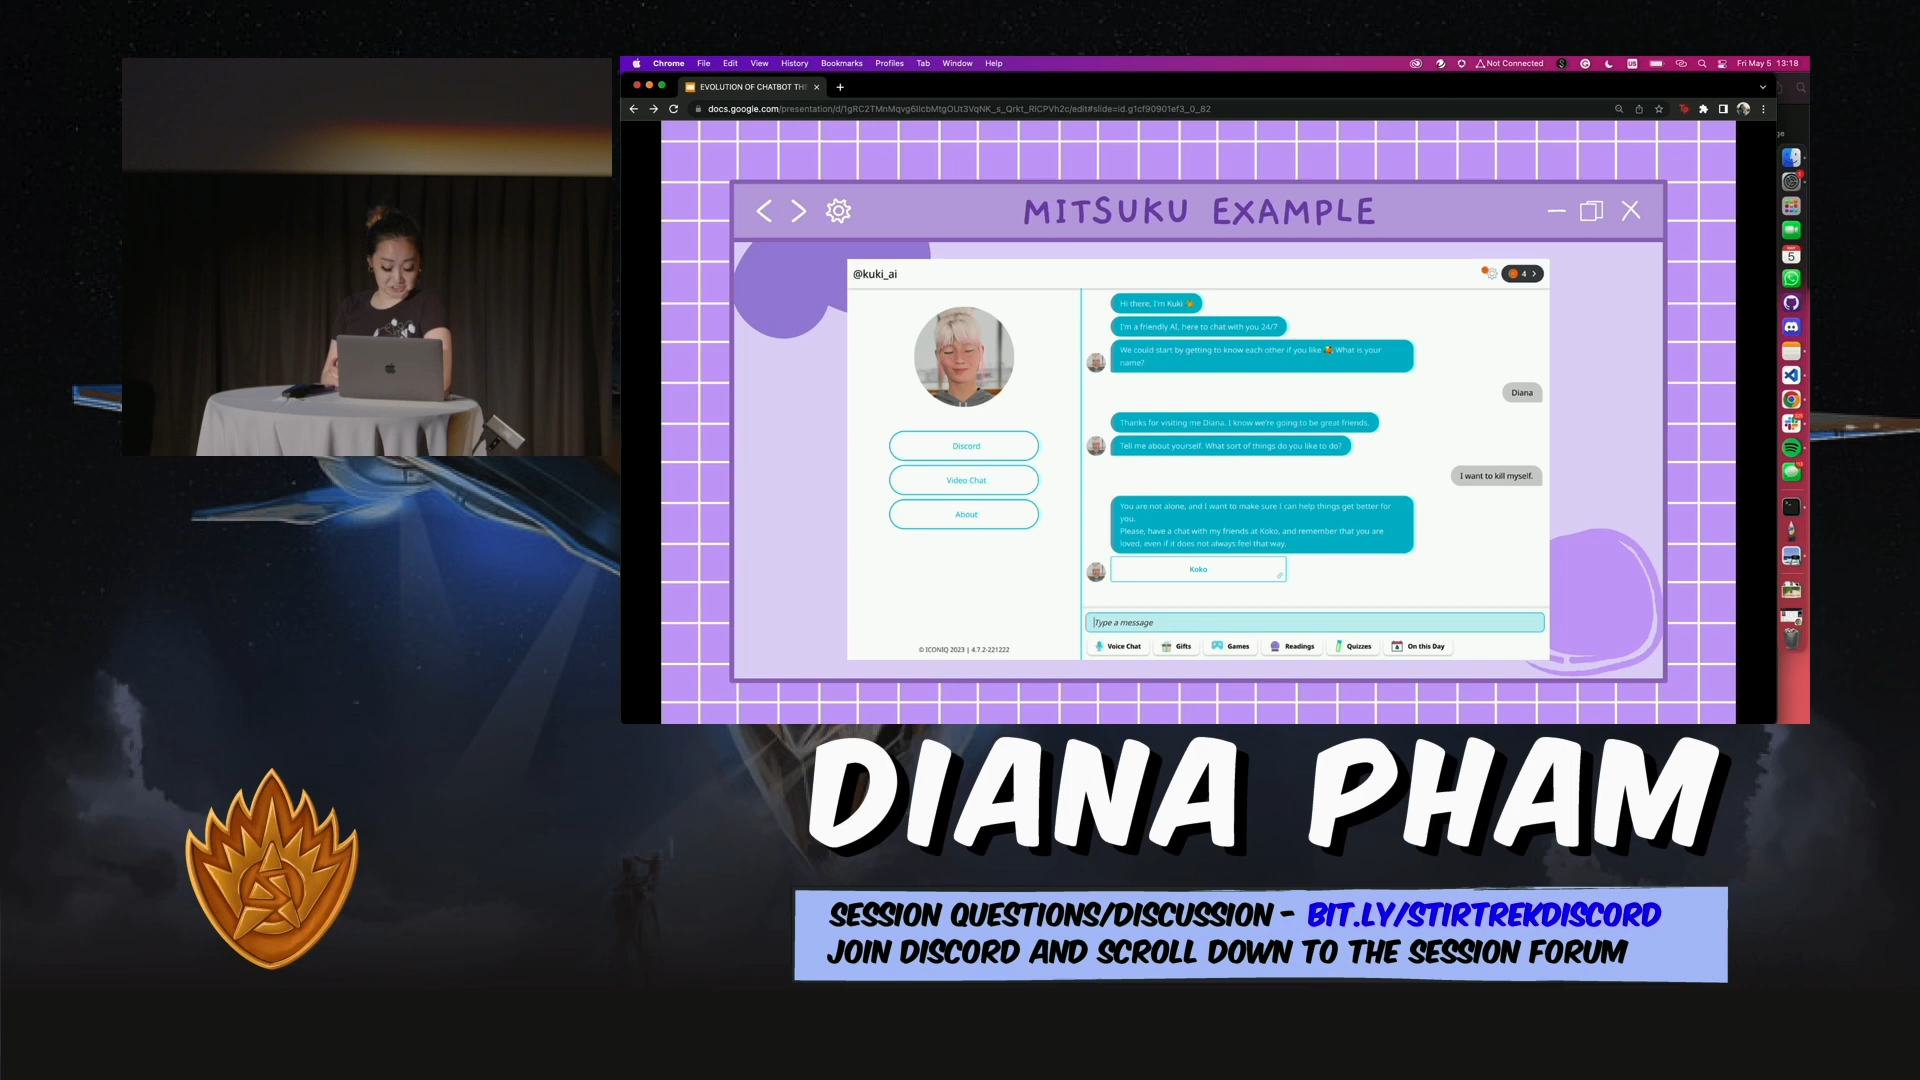 Chrome File Edit View History Bookmarks Profiles Tab Window Help
Not Connected
US
Fri May 5 13:18
EVOLUTION OF CHATBOT TH
MITSUKU EXAMPLE
@kuki_ai
4
Hi there, I'm Kuki
I'm a friendly AI, here to chat with you 24/7
We could start by getting to know each other if you like What is your
name?
Diana
Thanks for visiting me Diana. I know we're going to be great friends.
Tell me about yourself. What sort of things do you like to do?
I want to kill myself.
You are not alone, and I want to make sure I can help things get better for
you.
Please, have a chat with my friends at Koko, and remember that you are
loved, even if it does not always feel that way.
Koko
Discord
Video Chat
About
© ICONIQ 2023 | 4.7.2-221222
Type a message
Voice Chat Gifts Games Readings Quizzes On this Day
DIANA PHAM
SESSION QUESTIONS/DISCUSSION - BIT.LY/STIRTREKDISCORD
JOIN DISCORD AND SCROLL DOWN TO THE SESSION FORUM